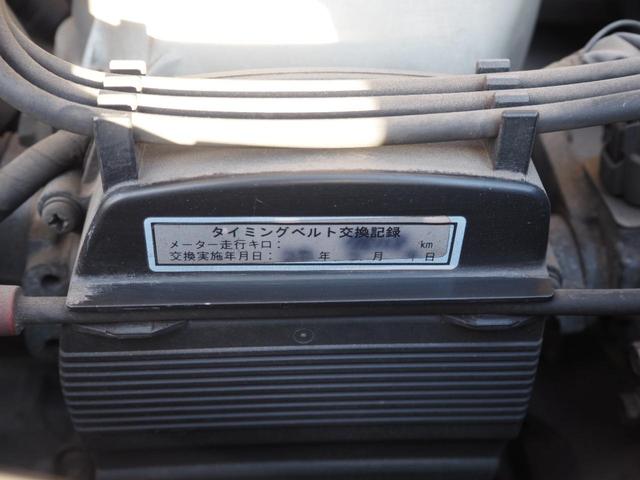 タイミングベルト交換記録
メーター走行キロ： km
交換実施年月日： 年 月 日